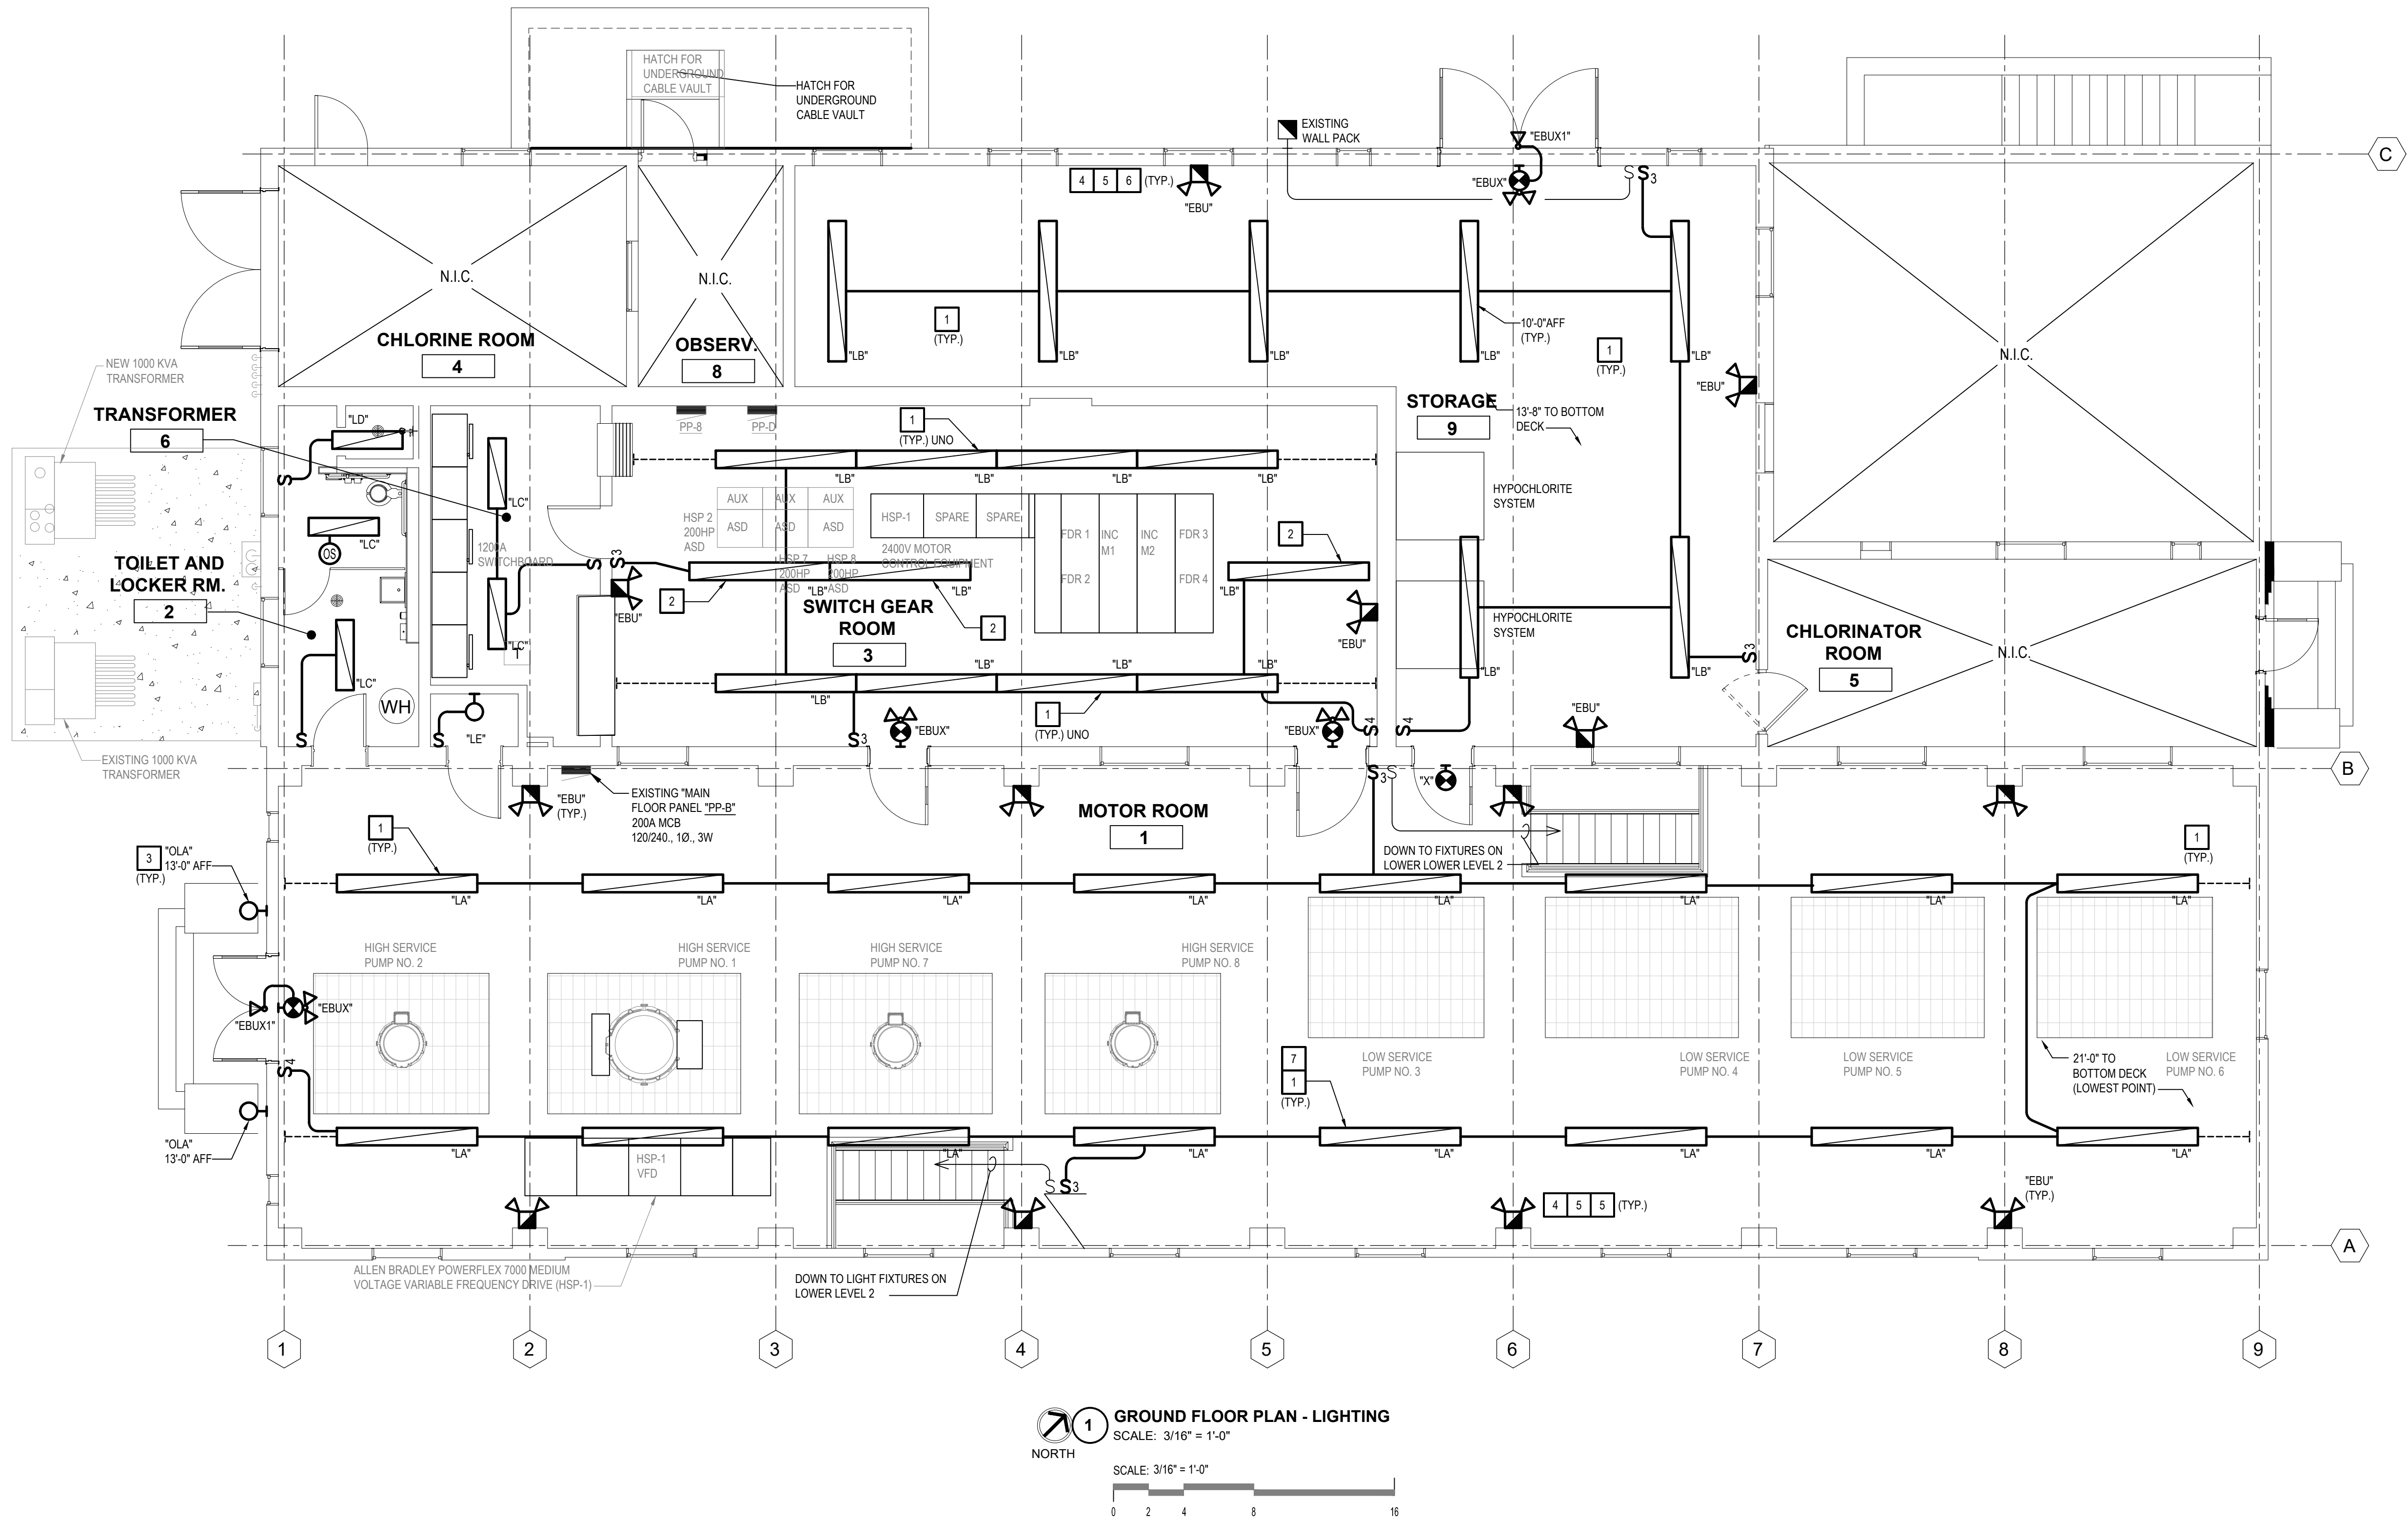 HATCH FOR
UNDERGROUND
CABLE VAULT
HATCH FOR
UNDERGROUND
CABLE VAULT
EXISTING
WALL PACK
"EBUX1"
C
4 5 6 (TYP.)
"EBU"
"EBUX"
S S3
N.I.C.
N.I.C.
CHLORINE ROOM
4
OBSERV.
8
1
(TYP.)
10'-0"AFF
(TYP.)
1
(TYP.)
"LB"
"LB"
"LB"
"LB"
"LB"
N.I.C.
NEW 1000 KVA
TRANSFORMER
"EBU"
TRANSFORMER
6
"LD"
PP-8
PP-D
1
(TYP.) UNO
STORAGE
9
13'-8" TO BOTTOM
DECK
S
"LC"
"LB"
"LB"
"LB"
"LB"
AUX
AUX
AUX
HSP 2
200HP
ASD
ASD
ASD
ASD
HSP-1
SPARE
SPARE
HYPOCHLORITE
SYSTEM
FDR 1
INC
M1
INC
M2
FDR 3
2
OS
"LC"
1200A
SWITCHBOARD
2400V MOTOR
CONTROL EQUIPMENT
S
S3
HSP 7
200HP
ASD
HSP 8
200HP
ASD
FDR 2
FDR 4
TOILET AND
LOCKER RM.
2
"LB"
"LB"
"LB"
2
SWITCH GEAR
ROOM
3
2
"EBU"
"EBU"
HYPOCHLORITE
SYSTEM
CHLORINATOR
ROOM
5
N.I.C.
"LC"
T
"LC"
WH
"LB"
"LB"
"LB"
"LB"
"LB"
"LB"
S3
S
S
"LE"
S3
"EBUX"
1
(TYP.) UNO
"EBUX"
S4
S4
"EBU"
EXISTING 1000 KVA
TRANSFORMER
B
"EBU"
(TYP.)
EXISTING "MAIN
FLOOR PANEL "PP-B"
200A MCB
120/240., 1Ø., 3W
MOTOR ROOM
1
S3 S
"X"
1
(TYP.)
1
(TYP.)
DOWN TO FIXTURES ON
LOWER LOWER LEVEL 2
3
(TYP.)
"OLA"
13'-0" AFF
"LA"
"LA"
"LA"
"LA"
"LA"
"LA"
"LA"
"LA"
HIGH SERVICE
PUMP NO. 2
HIGH SERVICE
PUMP NO. 1
HIGH SERVICE
PUMP NO. 7
HIGH SERVICE
PUMP NO. 8
"EBUX"
"EBUX1"
S4
7
1
(TYP.)
LOW SERVICE
PUMP NO. 3
LOW SERVICE
PUMP NO. 4
LOW SERVICE
PUMP NO. 5
21'-0" TO
BOTTOM DECK
(LOWEST POINT)
LOW SERVICE
PUMP NO. 6
"OLA"
13'-0" AFF
"LA"
HSP-1
VFD
"LA"
"LA"
"LA"
"LA"
"LA"
"LA"
S S3
4 5 5 (TYP.)
"EBU"
(TYP.)
A
ALLEN BRADLEY POWERFLEX 7000 MEDIUM
VOLTAGE VARIABLE FREQUENCY DRIVE (HSP-1)
DOWN TO LIGHT FIXTURES ON
LOWER LEVEL 2
1 2 3 4 5 6 7 8 9
1
GROUND FLOOR PLAN - LIGHTING
SCALE: 3/16" = 1'-0"
NORTH
SCALE: 3/16" = 1'-0"
0 2 4 8 16